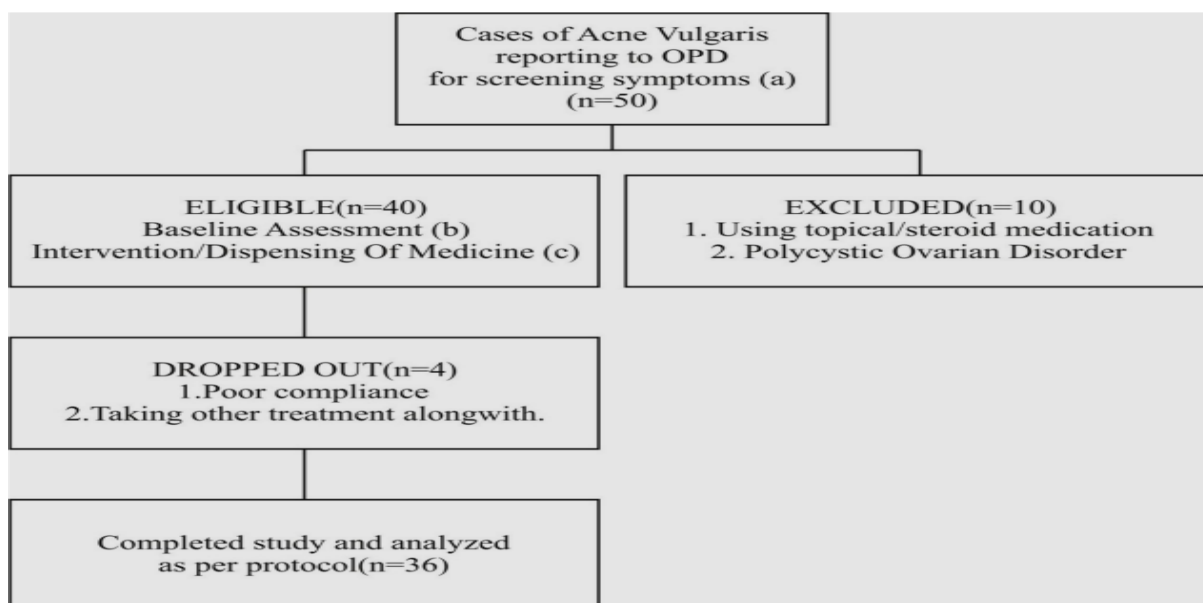 Cases of Acne Vulgaris
reporting to OPD
for screening symptoms (a)
(n=50)
ELIGIBLE(n=40)
Baseline Assessment (b)
Intervention/Dispensing Of Medicine (c)
EXCLUDED(n=10)
1. Using topical/steroid medication
2. Polycystic Ovarian Disorder
DROPPED OUT(n=4)
1.Poor compliance
2.Taking other treatment alongwith.
Completed study and analyzed
as per protocol(n=36)